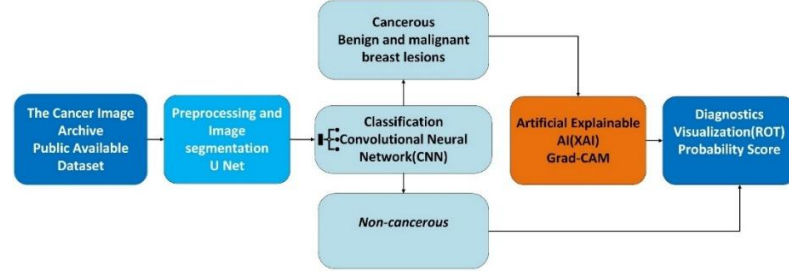 The Cancer Image
Archive
Public Available
Dataset
Preprocessing and
Image
segmentation
U Net
Cancerous
Benign and malignant
breast lesions
Classification
Convolutional Neural
Network(CNN)
Non-cancerous
Artificial Explainable
AI(XAI)
Grad-CAM
Diagnostics
Visualization(ROT)
Probability Score